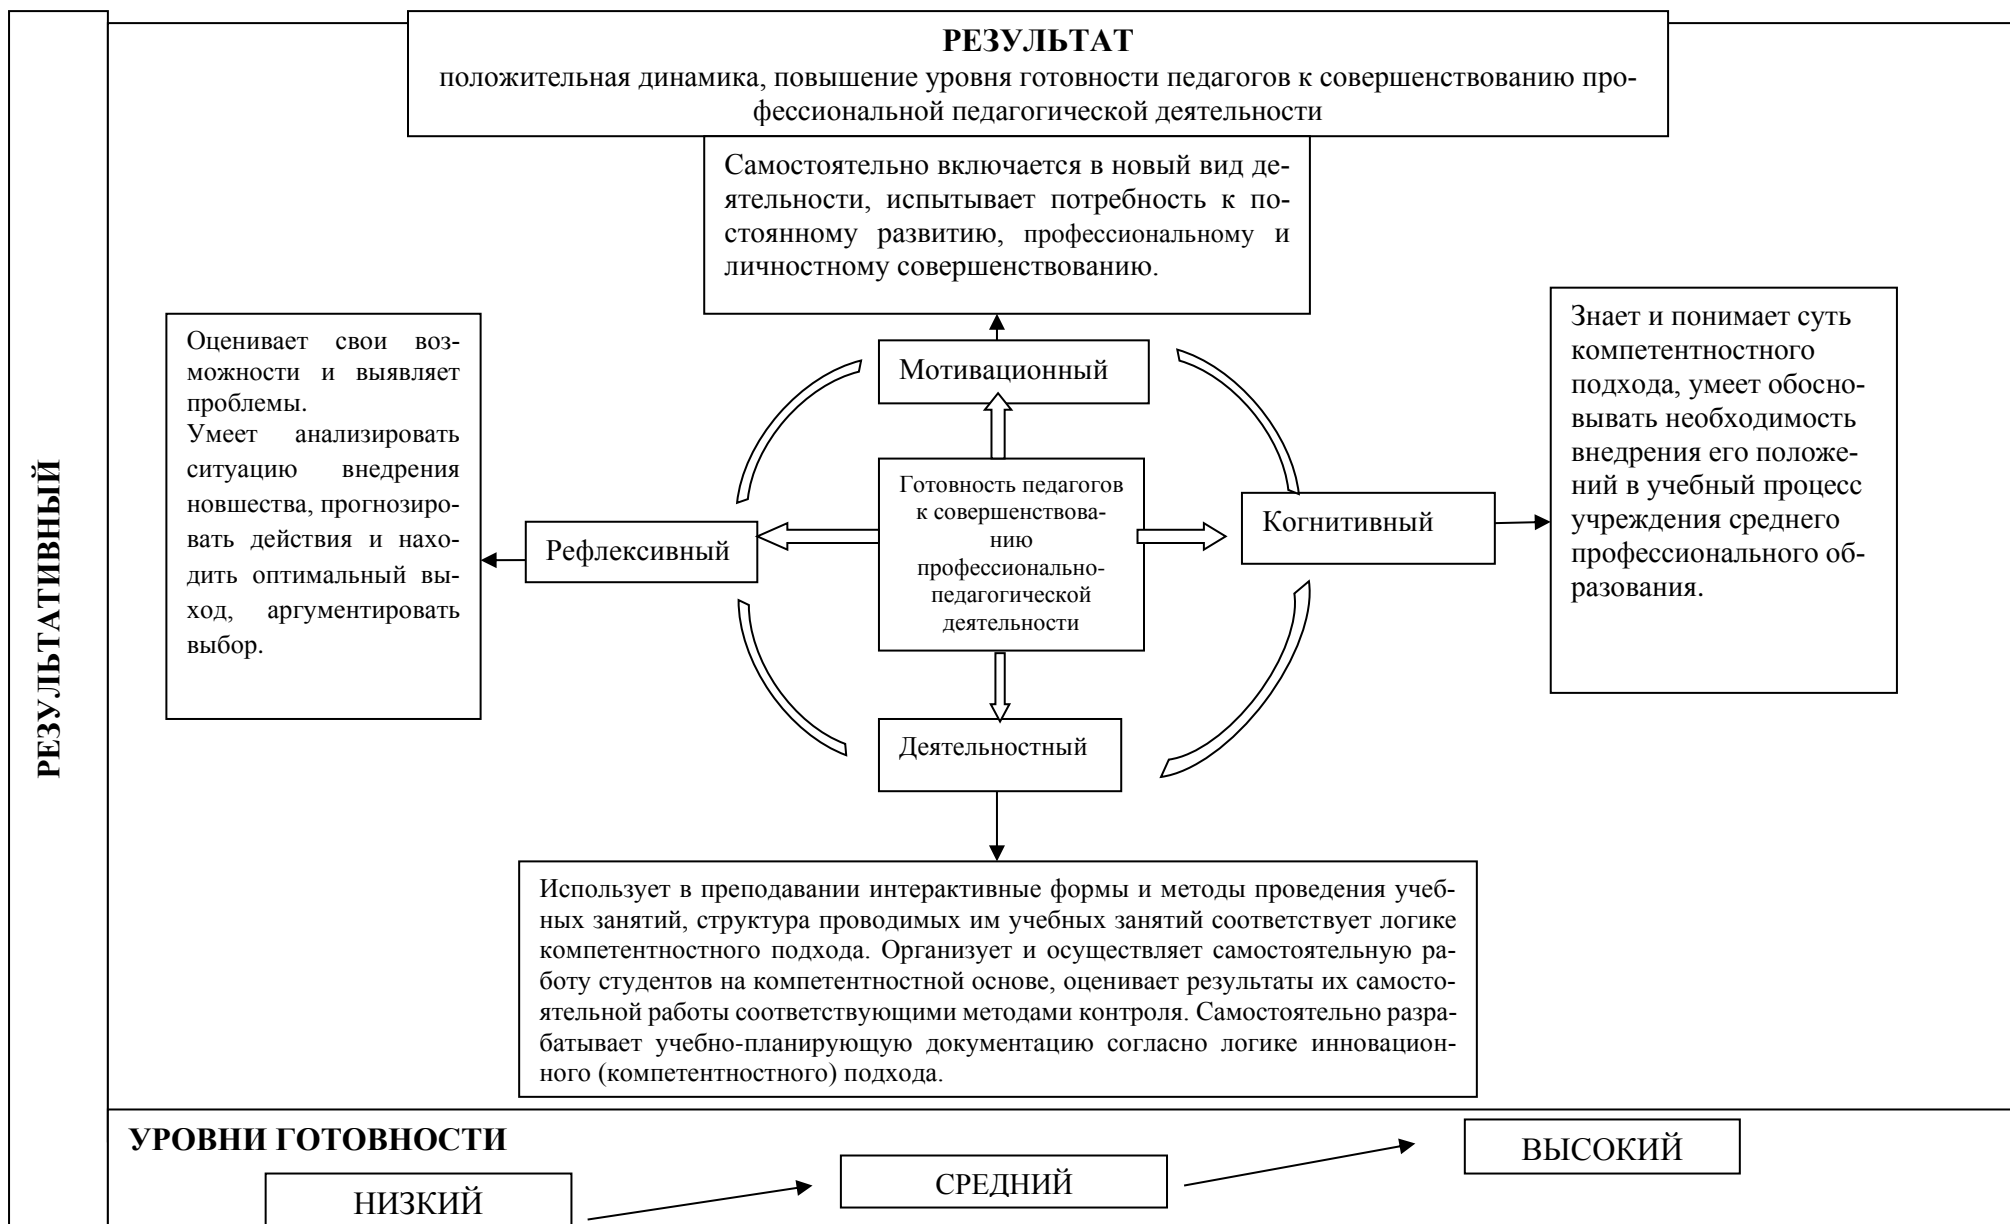 РЕЗУЛЬТАТИВНЫЙ
РЕЗУЛЬТАТ
положительная динамика, повышение уровня готовности педагогов к совершенствованию про-
фессиональной педагогической деятельности
Самостоятельно включается в новый вид де-
ятельности, испытывает потребность к по-
стоянному развитию, профессиональному и
личностному совершенствованию.
Оценивает свои воз-
можности и выявляет
проблемы.
Умеет анализировать
ситуацию внедрения
новшества, прогнозиро-
вать действия и нахо-
дить оптимальный вы-
ход, аргументировать
выбор.
Рефлексивный
Мотивационный
Готовность педагогов
к совершенствова-
нию
профессионально-
педагогической
деятельности
Деятельностный
Когнитивный
Знает и понимает суть
компетентностного
подхода, умеет обосно-
вывать необходимость
внедрения его положе-
ний в учебный процесс
учреждения среднего
профессионального об-
разования.
Использует в преподавании интерактивные формы и методы проведения учеб-
ных занятий, структура проводимых им учебных занятий соответствует логике
компетентностного подхода. Организует и осуществляет самостоятельную ра-
боту студентов на компетентностной основе, оценивает результаты их самосто-
ятельной работы соответствующими методами контроля. Самостоятельно разра-
батывает учебно-планирующую документацию согласно логике инновацион-
ного (компетентностного) подхода.
УРОВНИ ГОТОВНОСТИ
НИЗКИЙ
СРЕДНИЙ
ВЫСОКИЙ